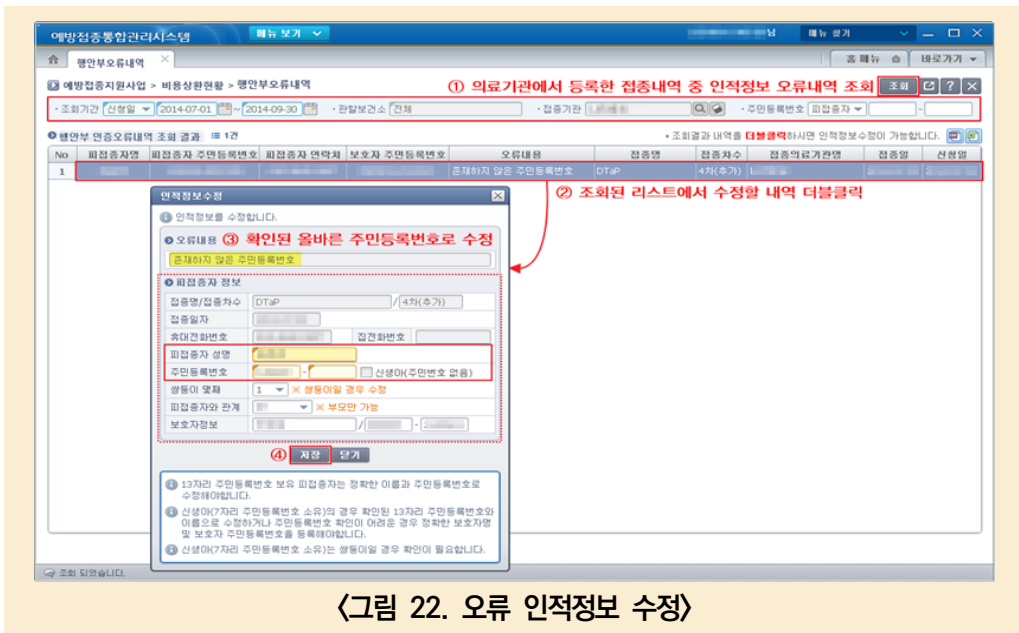 예방접종통합관리시스템 메뉴 보기 님 메뉴 찾기
행안부오류내역 홈 메뉴 바로가기
예방접종지원사업 > 비용상환현황 > 행안부오류내역 ① 의료기관에서 등록한 접종내역 중 인적정보 오류내역 조회 조회 ? ×
· 조회기간 신청일 2014-07-01 ~ 2014-09-30 · 관할보건소 전체 · 접종기관 · 주민등록번호 피접종자 -
행안부 인증오류내역 조회 결과 1건 • 조회결과 내역을 더블클릭하시면 인적정보수정이 가능합니다.
No 피접종자명 피접종자 주민등록번호 피접종자 연락처 보호자 주민등록번호 오류내용 접종명 접종차수 접종의료기관명 접종일 신청일
1 존재하지 않은 주민등록번호 DTaP 4차(추가)
② 조회된 리스트에서 수정할 내역 더블클릭
인적정보수정
인적정보를 수정합니다.
오류내용 ③ 확인된 올바른 주민등록번호로 수정
존재하지 않은 주민등록번호
피접종자 정보
접종명/접종차수 DTaP / 4차(추가)
접종일자
휴대전화번호 집전화번호
피접종자 성명
주민등록번호 - 신생아(주민번호 없음)
쌍둥이 몇째 1 ※ 쌍둥이일 경우 수정
피접종자와 관계 ※ 부모만 가능
보호자정보 / - 2
④ 저장 닫기
13자리 주민등록번호 보유 피접종자는 정확한 이름과 주민등록번호로
수정해야합니다.
신생아(7자리 주민등록번호 소유)의 경우 확인된 13자리 주민등록번호와
이름으로 수정하거나 주민등록번호 확인이 어려운 경우 정확한 보호자명
및 보호자 주민등록번호를 등록해야합니다.
신생아(7자리 주민등록번호 소유)는 쌍둥이일 경우 확인이 필요합니다.
조회 되었습니다.
〈그림 22. 오류 인적정보 수정〉